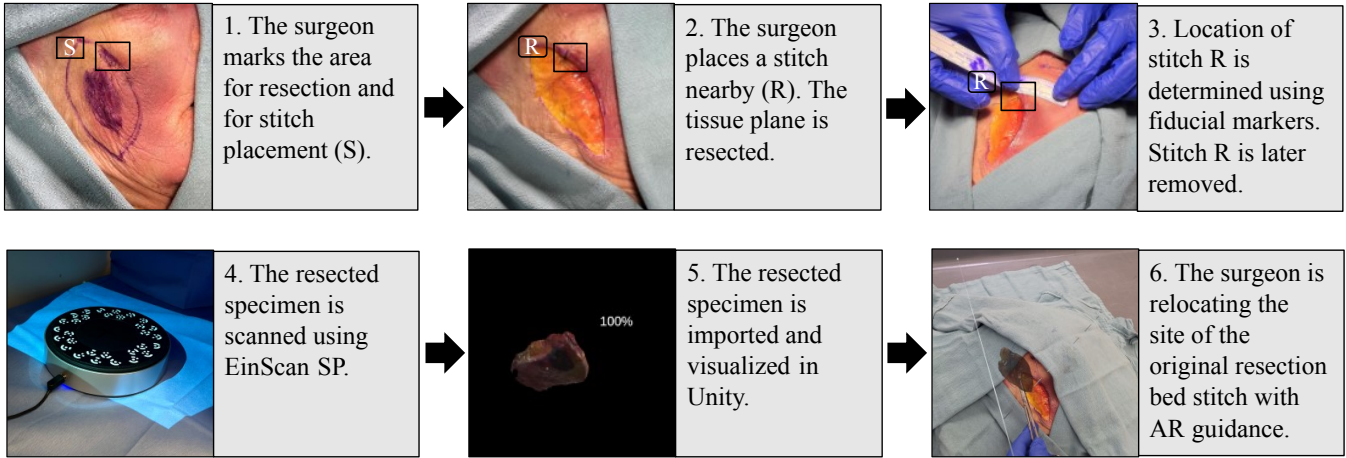 S
1. The surgeon
marks the area
for resection and
for stitch
placement (S).
R
2. The surgeon
places a stitch
nearby (R). The
tissue plane is
resected.
R
3. Location of
stitch R is
determined using
fiducial markers.
Stitch R is later
removed.
4. The resected
specimen is
scanned using
EinScan SP.
100%
5. The resected
specimen is
imported and
visualized in
Unity.
6. The surgeon is
relocating the
site of the
original resection
bed stitch with
AR guidance.